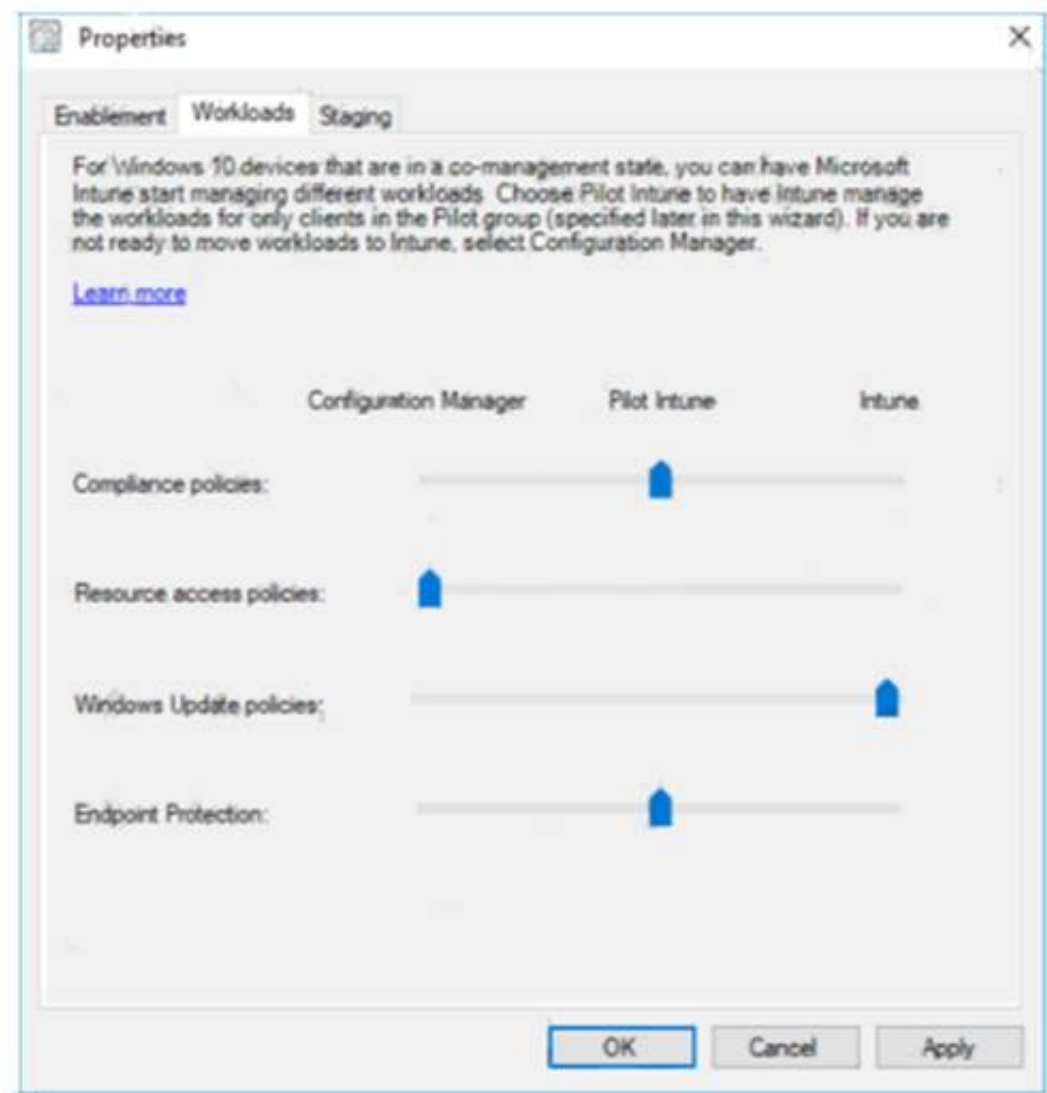 Properties
Enablement Workloads Staging
For Windows 10 devices that are in a co-management state, you can have Microsoft
Intune start managing different workloads. Choose Pilot Intune to have Intune manage
the workloads for only clients in the Pilot group (specified later in this wizard). If you are
not ready to move workloads to Intune, select Configuration Manager.
Learn more
Configuration Manager Pilot Intune Intune
Compliance policies:
Resource access policies:
Windows Update policies:
Endpoint Protection:
OK Cancel Apply